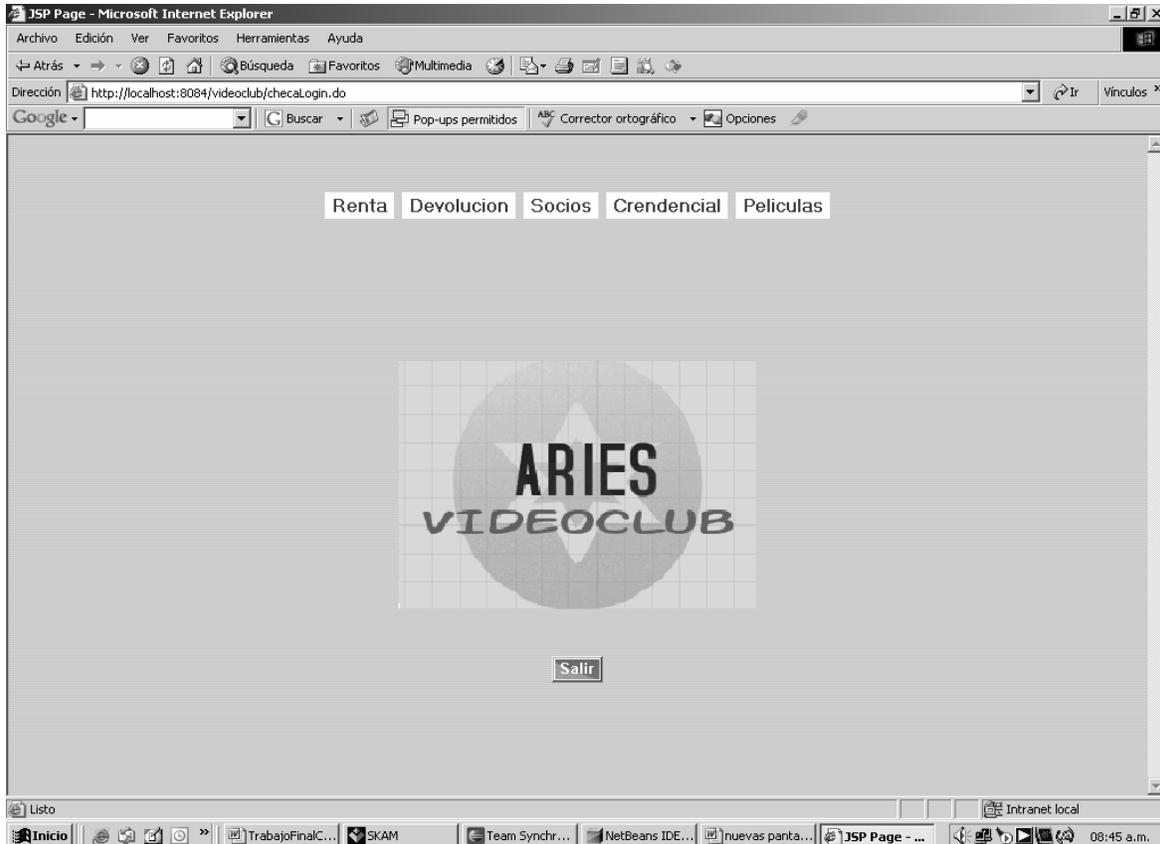 JSP Page - Microsoft Internet Explorer
Archivo Edición Ver Favoritos Herramientas Ayuda
Atrás Búsqueda Favoritos Multimedia
Dirección http://localhost:8084/videoclub/checaLogin.do Ir Vínculos »
Google Buscar Pop-ups permitidos ABC Corrector ortográfico Opciones
Renta Devolucion Socios Crendencial Peliculas
ARIES
VIDEOCLUB
Salir
Listo Intranet local
Inicio » TrabajoFinalC... SKAM Team Synchr... NetBeans IDE... nuevas panta... JSP Page - ... 08:45 a.m.